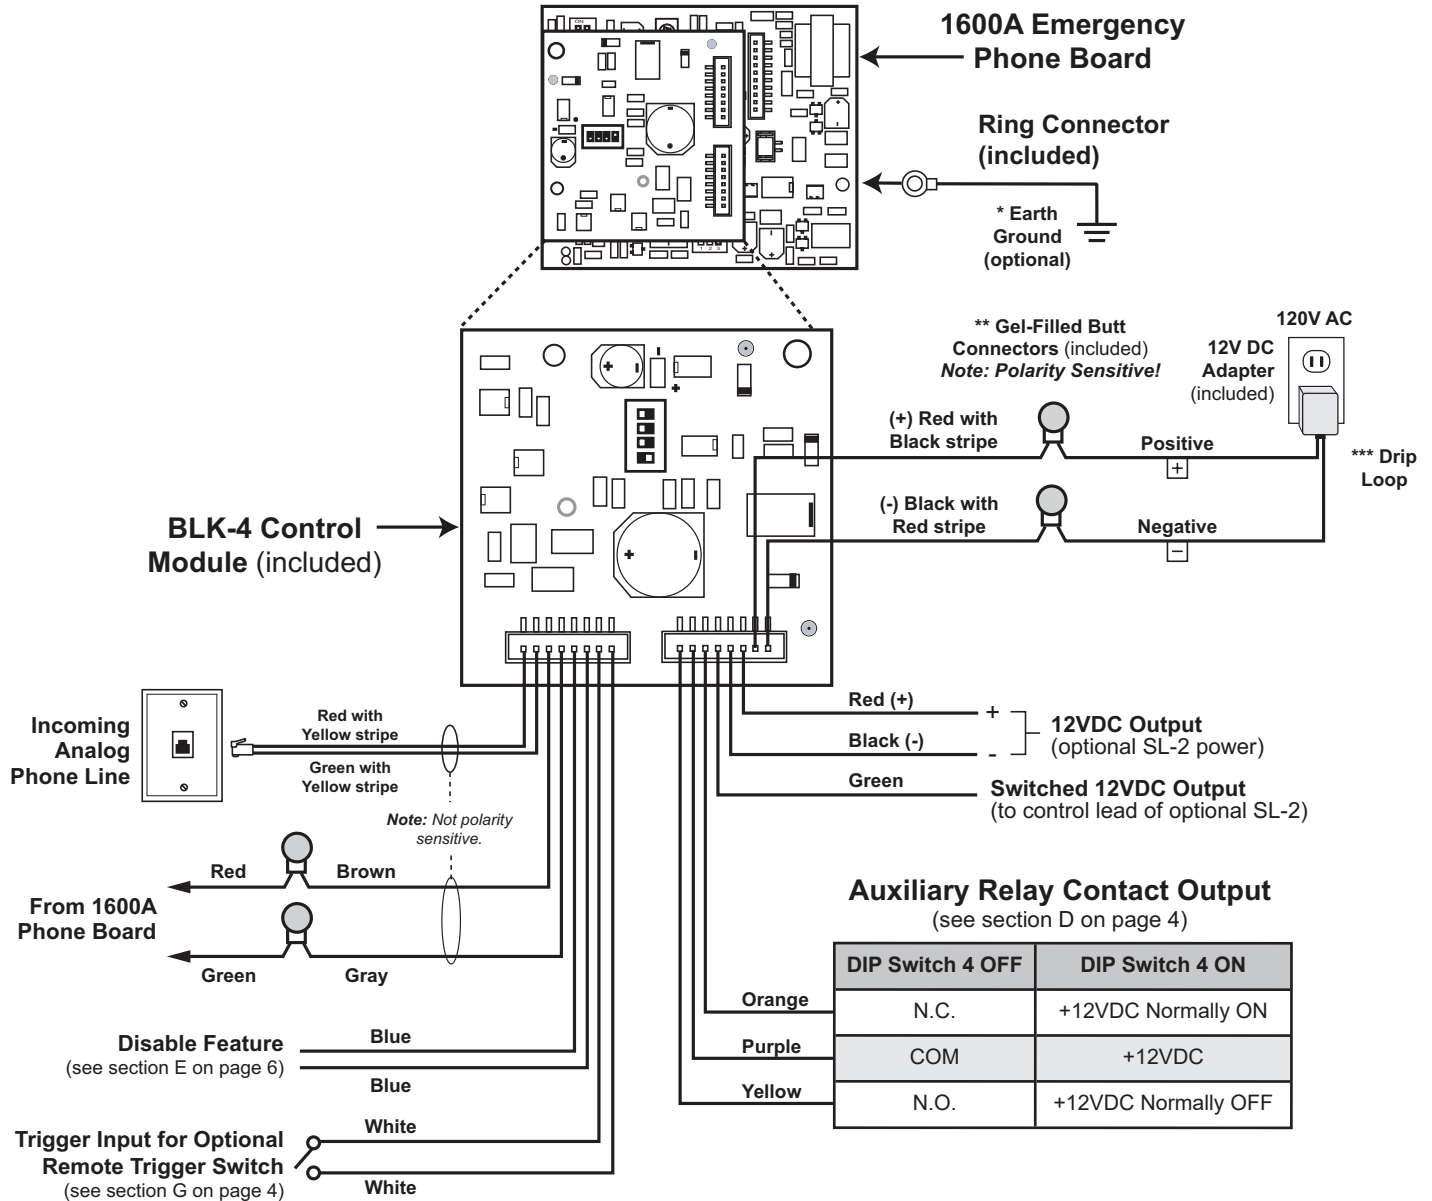 1600A Emergency
Phone Board
Ring Connector
(included)
* Earth
Ground
(optional)
** Gel-Filled Butt
Connectors (included)
Note: Polarity Sensitive!
120V AC
12V DC
Adapter
(included)
(+) Red with
Black stripe
Positive
+
*** Drip
Loop
(-) Black with
Red stripe
Negative
−
BLK-4 Control
Module (included)
Incoming
Analog
Phone Line
Red with
Yellow stripe
Green with
Yellow stripe
Note: Not polarity
sensitive.
Red (+)
+
Black (-)
-
12VDC Output
(optional SL-2 power)
Green
Switched 12VDC Output
(to control lead of optional SL-2)
Red
Brown
From 1600A
Phone Board
Green
Gray
Auxiliary Relay Contact Output
(see section D on page 4)
DIP Switch 4 OFF
DIP Switch 4 ON
Orange
N.C.
+12VDC Normally ON
Purple
COM
+12VDC
Yellow
N.O.
+12VDC Normally OFF
Disable Feature
(see section E on page 6)
Blue
Blue
Trigger Input for Optional
Remote Trigger Switch
(see section G on page 4)
White
White